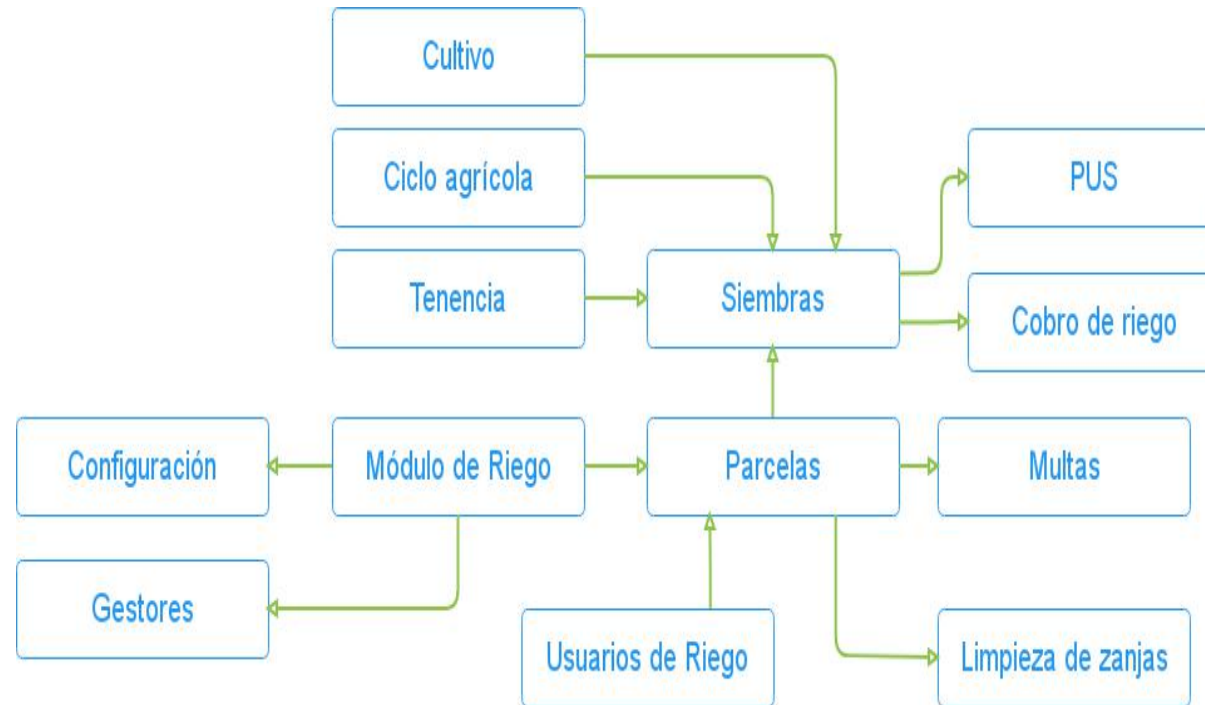 Cultivo
Ciclo agrícola
PUS
Tenencia
Siembras
Cobro de riego
Configuración
Módulo de Riego
Parcelas
Multas
Gestores
Usuarios de Riego
Limpieza de zanjas